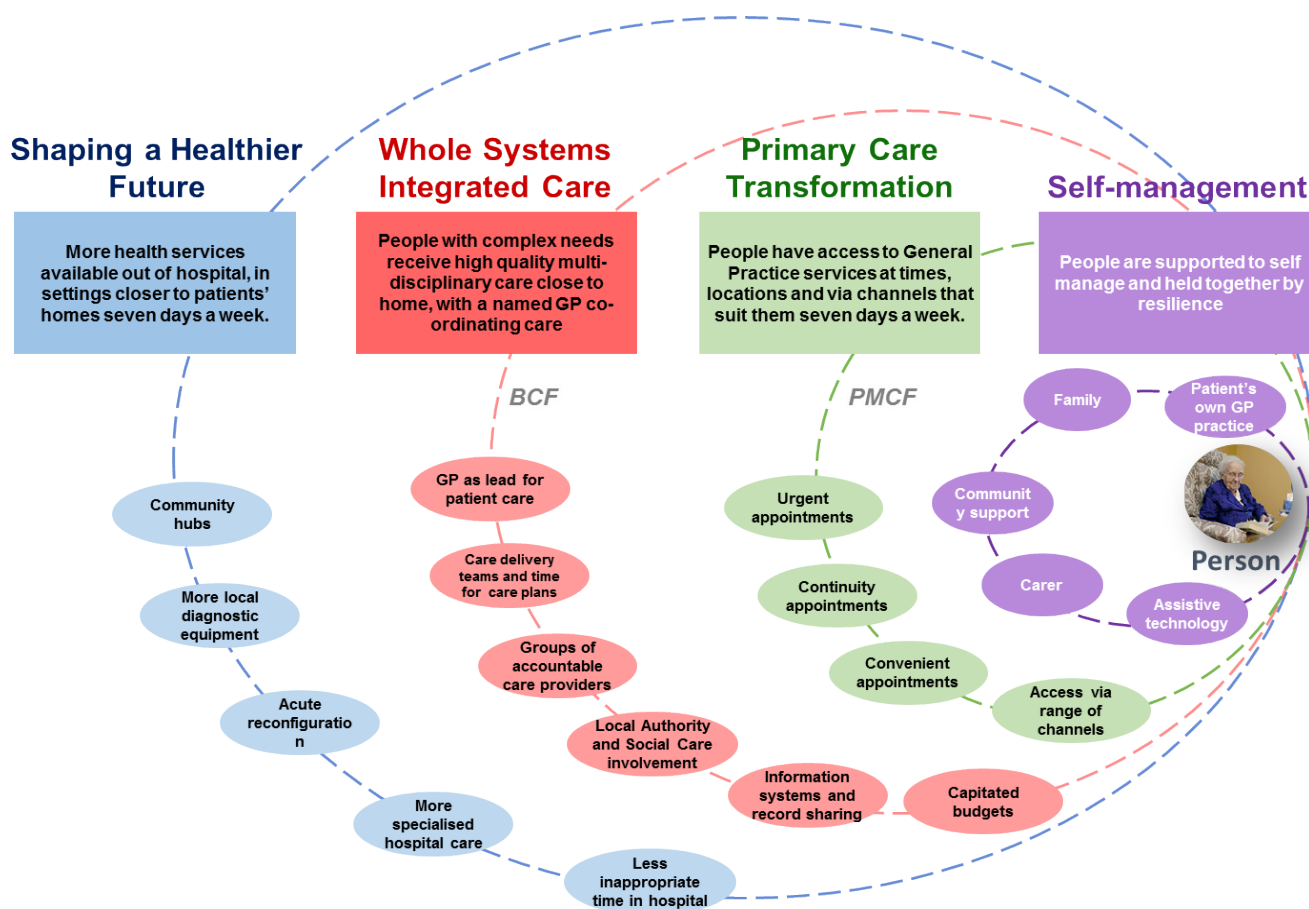 Shaping a Healthier
Future
More health services
available out of hospital, in
settings closer to patients’
homes seven days a week.
Community
hubs
More local
diagnostic
equipment
Acute
reconfiguratio
n
More
specialised
hospital care
Less
inappropriate
time in hospital
Whole Systems
Integrated Care
People with complex needs
receive high quality multi-
disciplinary care close to
home, with a named GP co-
ordinating care
BCF
GP as lead for
patient care
Care delivery
teams and time
for care plans
Groups of
accountable
care providers
Local Authority
and Social Care
involvement
Information
systems and
record sharing
Capitated
budgets
Primary Care
Transformation
People have access to General
Practice services at times,
locations and via channels that
suit them seven days a week.
PMCF
Urgent
appointments
Continuity
appointments
Convenient
appointments
Access via
range of
channels
Self-management
People are supported to self
manage and held together by
resilience
Family
Patient’s
own GP
practice
Communit
y support
Carer
Assistive
technology
Person